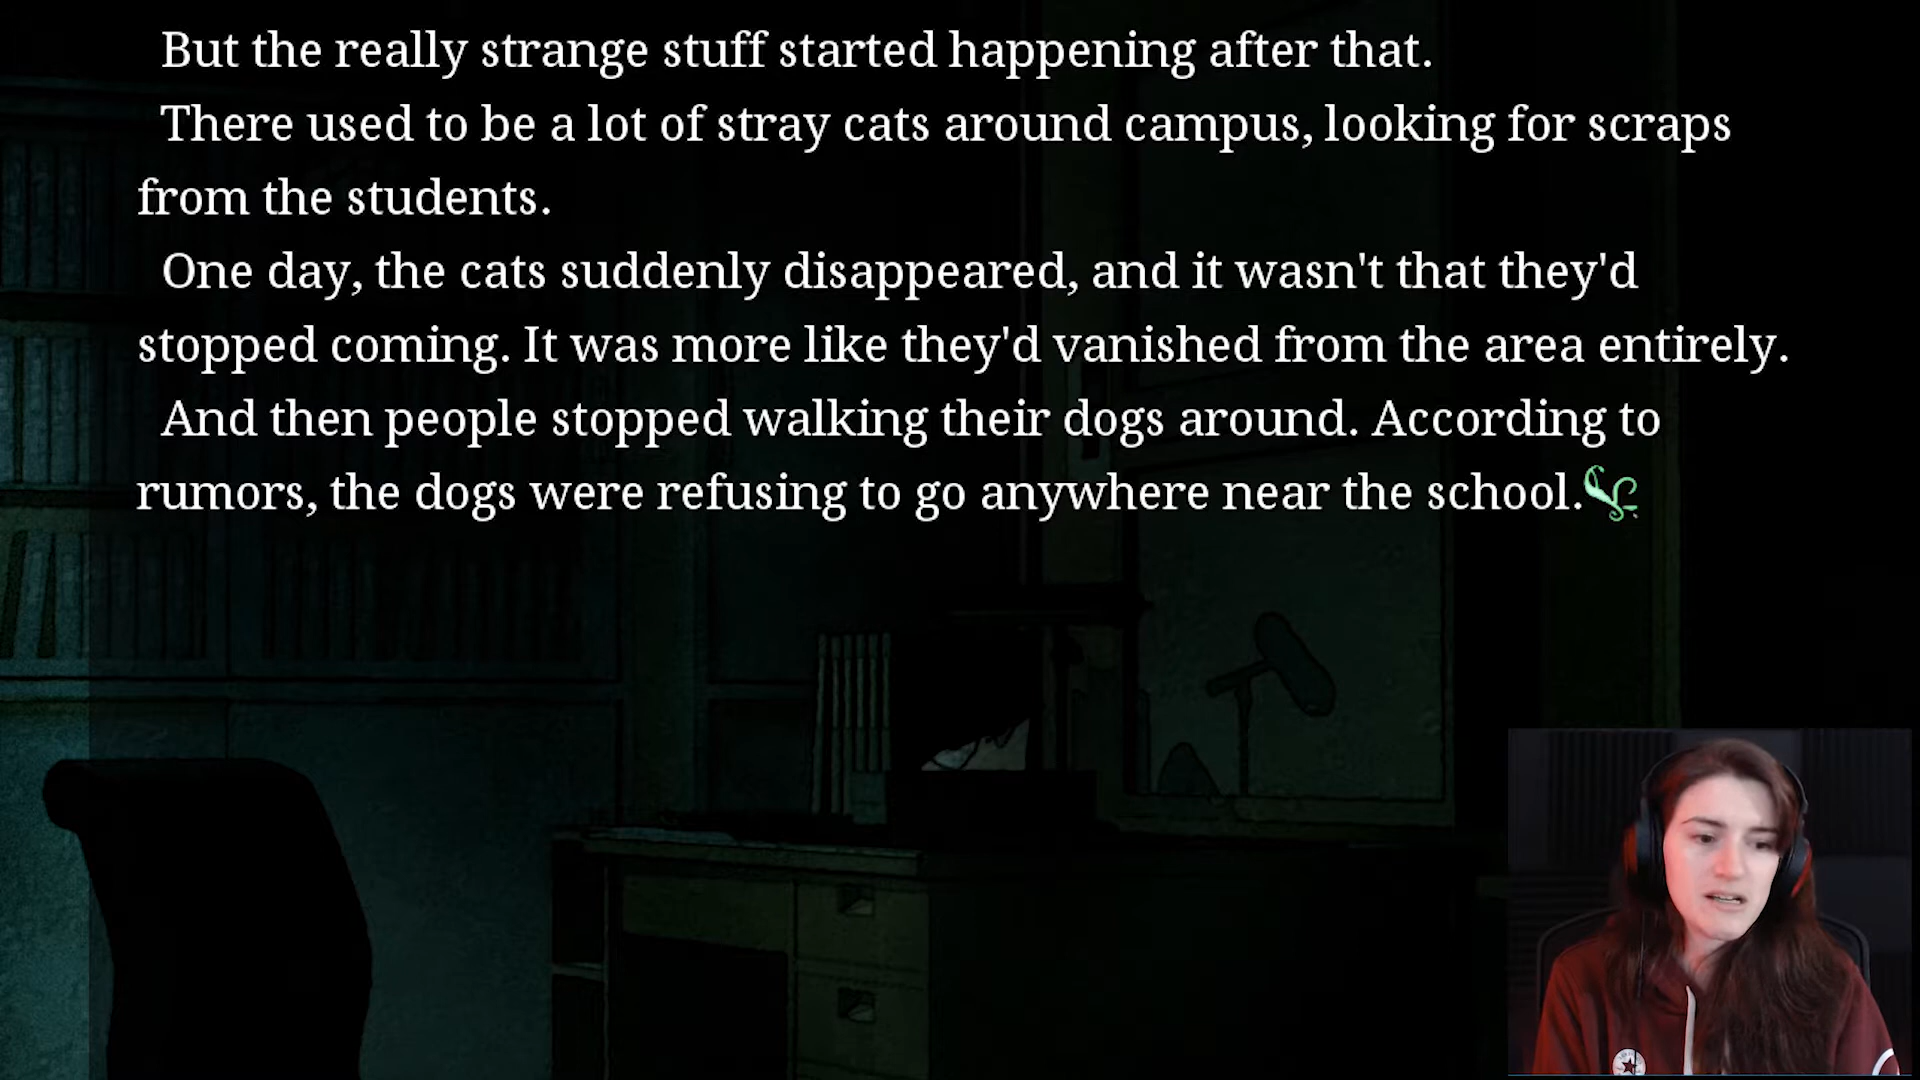 But the really strange stuff started happening after that.
There used to be a lot of stray cats around campus, looking for scraps
from the students.
One day, the cats suddenly disappeared, and it wasn't that they'd
stopped coming. It was more like they'd vanished from the area entirely.
And then people stopped walking their dogs around. According to
rumors, the dogs were refusing to go anywhere near the school.